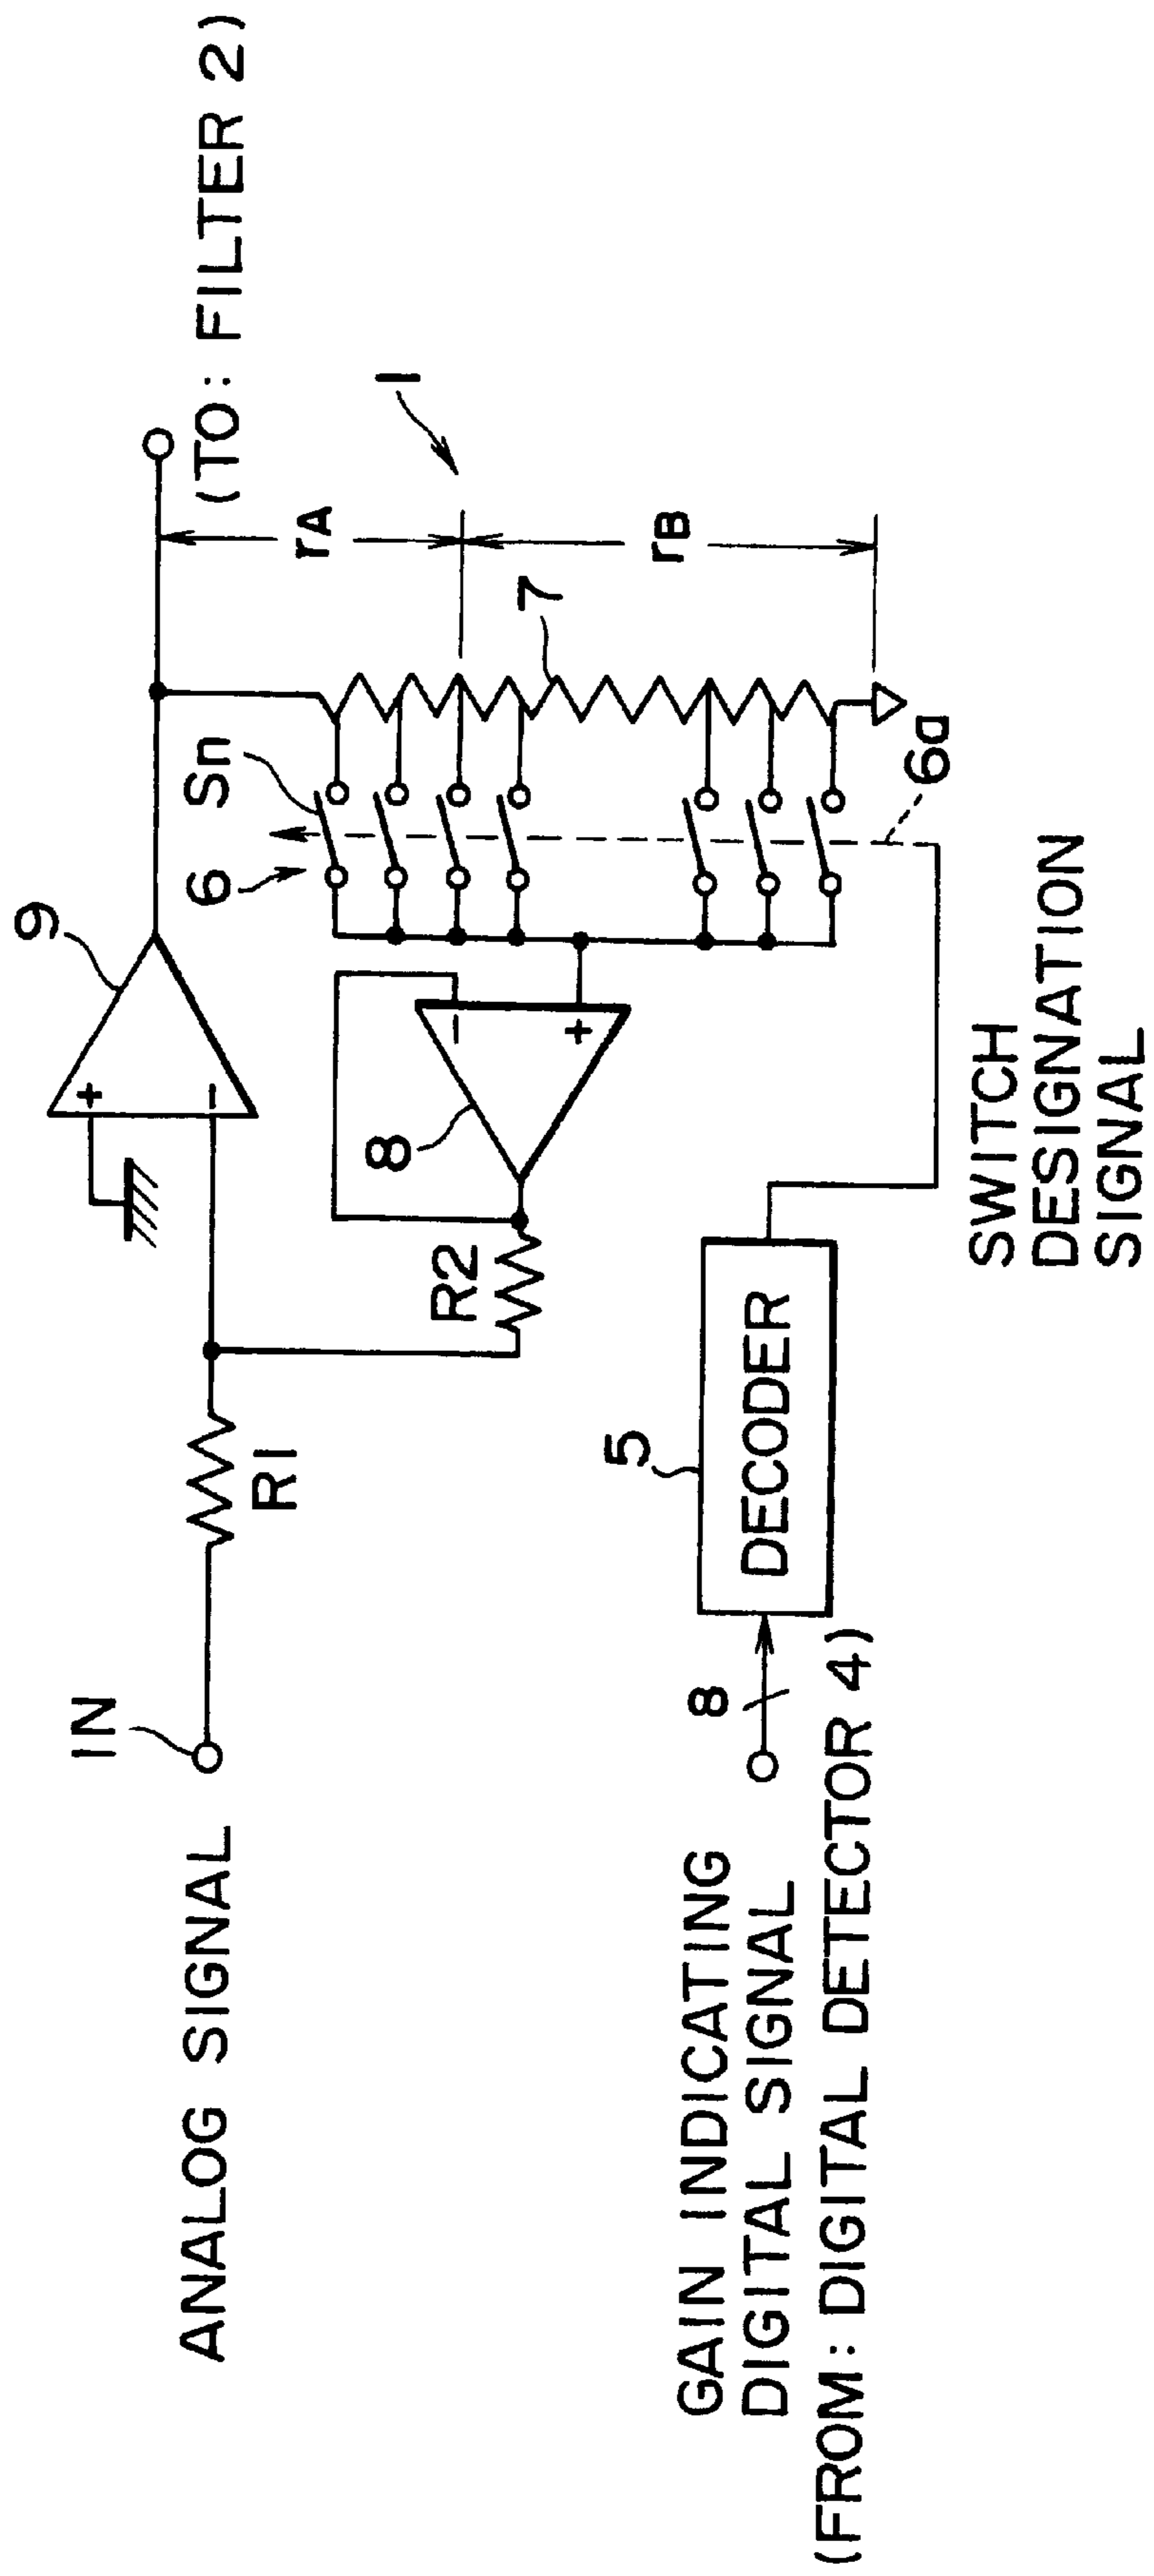 IN
ANALOG SIGNAL
R1
9
+
−
8
−
+
R2
6
Sn
(TO: FILTER 2)
1
rA
rB
7
6a
5
DECODER
8
GAIN INDICATING
DIGITAL SIGNAL
(FROM: DIGITAL DETECTOR 4)
SWITCH
DESIGNATION
SIGNAL